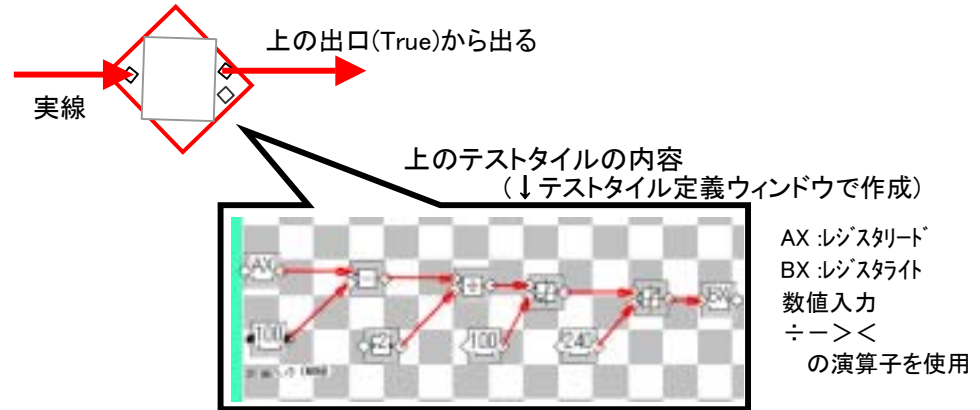 上の出口(True)から出る
実線
上のテストタイルの内容
(↓テストタイル定義ウィンドウで作成)
AX :ﾚｼﾞｽﾀﾘｰﾄﾞ
BX :ﾚｼﾞｽﾀﾗｲﾄ
数値入力
÷ー＞＜
の演算子を使用
AX
100
2
100
240
BX